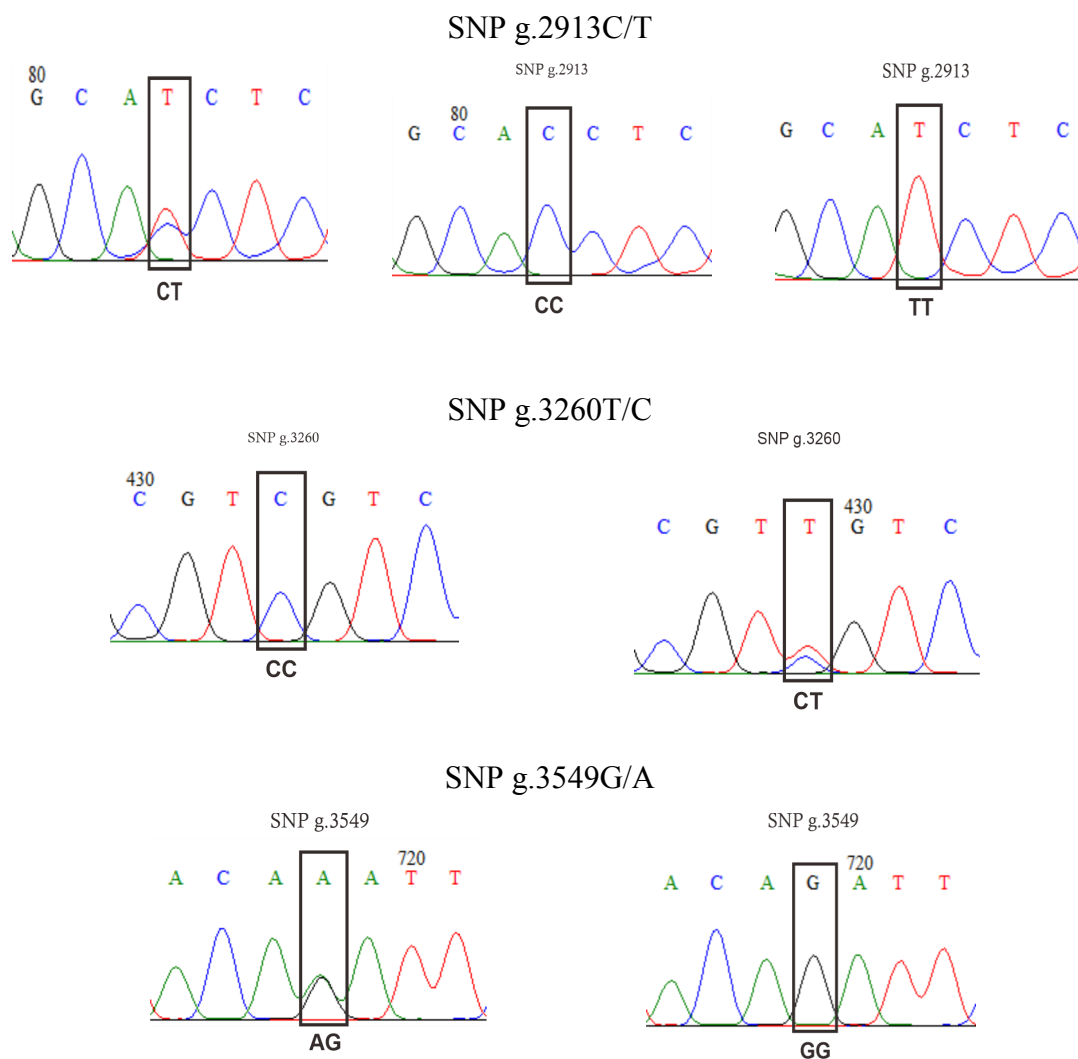 SNP g.2913C/T
80
G C A T C T C
CT
SNP g.2913
80
G C A C C T C
CC
SNP g.2913
G C A T C T C
TT
SNP g.3260T/C
SNP g.3260
430
C G T C G T C
CC
SNP g.3260
430
C G T T G T C
CT
SNP g.3549G/A
SNP g.3549
720
A C A A A T T
AG
SNP g.3549
720
A C A G A T T
GG